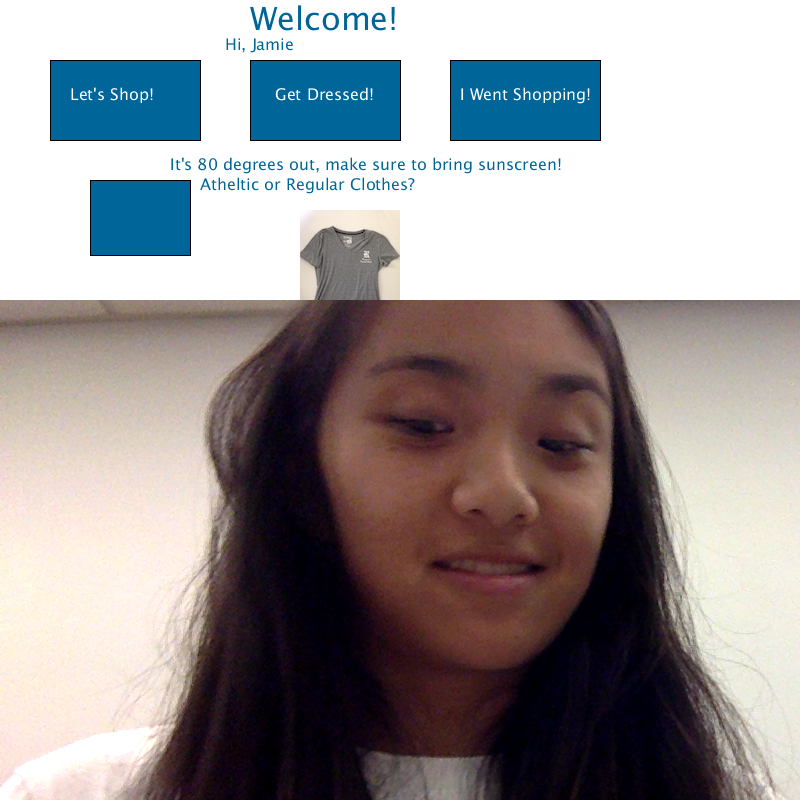 Welcome!
Hi, Jamie
Let's Shop!
Get Dressed!
I Went Shopping!
It's 80 degrees out, make sure to bring sunscreen!
Atheltic or Regular Clothes?